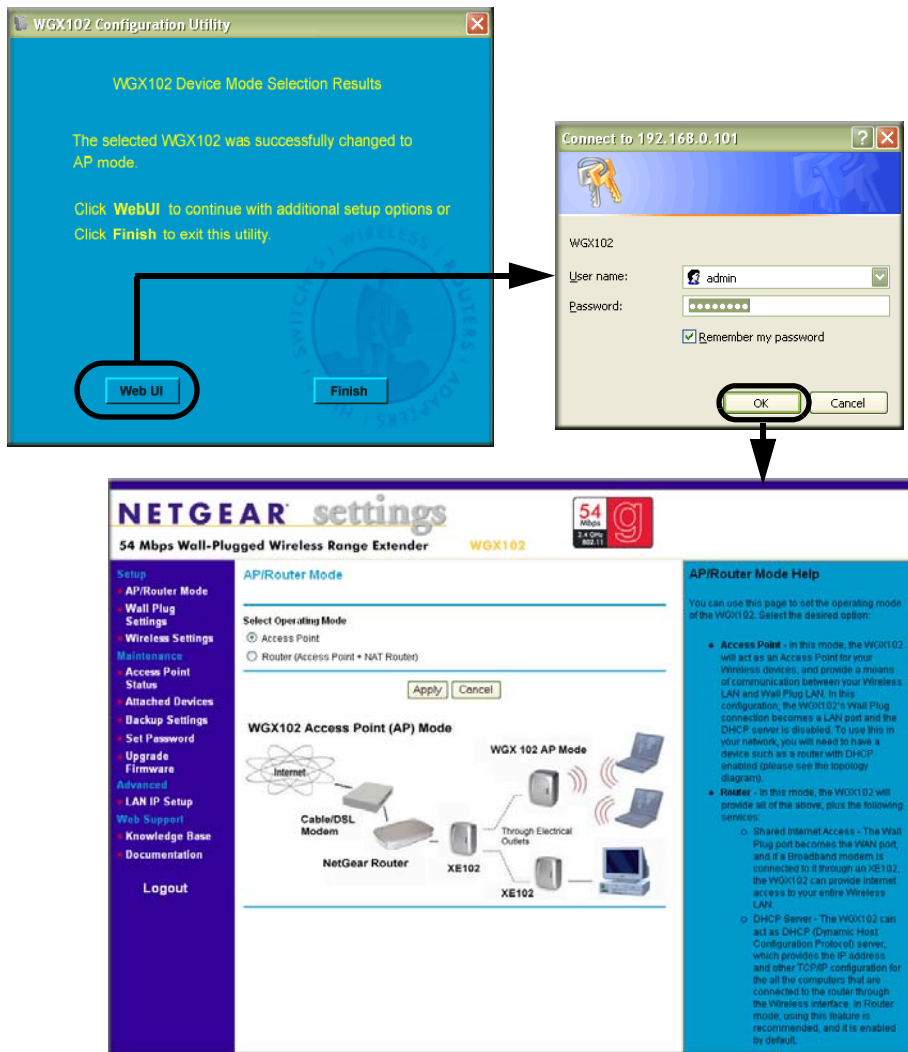 WGX102 Configuration Utility
WGX102 Device Mode Selection Results
The selected WGX102 was successfully changed to
AP mode.
Click WebUI to continue with additional setup options or
Click Finish to exit this utility.
SWITCHES | WIRELESS | ROUTERS | ADAPTERS |
Web UI
Finish
Connect to 192.168.0.101
WGX102
User name:
admin
Password:
••••••••
Remember my password
OK
Cancel
NETGEAR settings
54 Mbps Wall-Plugged Wireless Range Extender WGX102
54
Mbps
2.4 GHz
802.11
g
Setup
AP/Router Mode
Wall Plug
Settings
Wireless Settings
Maintenance
Access Point
Status
Attached Devices
Backup Settings
Set Password
Upgrade
Firmware
Advanced
LAN IP Setup
Web Support
Knowledge Base
Documentation
Logout
AP/Router Mode
Select Operating Mode
Access Point
Router (Access Point + NAT Router)
Apply
Cancel
WGX102 Access Point (AP) Mode
WGX 102 AP Mode
Internet
Cable/DSL
Modem
NetGear Router
XE102
Through Electrical
Outlets
XE102
AP/Router Mode Help
You can use this page to set the operating mode
of the WGX102. Select the desired option:
Access Point - In this mode, the WGX102
will act as an Access Point for your
Wireless devices, and provide a means
of communication between your Wireless
LAN and Wall Plug LAN. In this
configuration, the WGX102's Wall Plug
connection becomes a LAN port and the
DHCP server is disabled. To use this in
your network, you will need to have a
device such as a router with DHCP
enabled (please see the topology
diagram).
Router - In this mode, the WGX102 will
provide all of the above, plus the following
services:
Shared Internet Access - The Wall
Plug port becomes the WAN port,
and if a Broadband modem is
connected to it through an XE102,
the WGX102 can provide internet
access to your entire Wireless
LAN
DHCP Server - The WGX102 can
act as DHCP (Dynamic Host
Configuration Protocol) server,
which provides the IP address
and other TCP/IP configuration for
the all the computers that are
connected to the router through
the Wireless interface. In Router
mode, using this feature is
recommended, and it is enabled
by default.